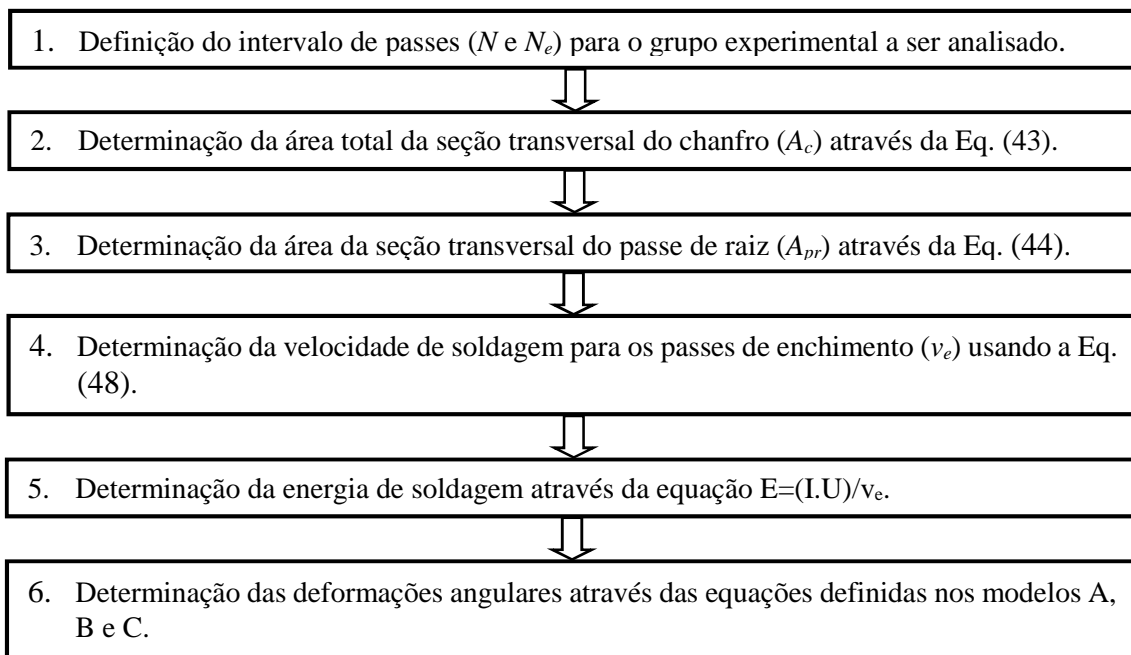 1. Definição do intervalo de passes (N e Ne) para o grupo experimental a ser analisado.
2. Determinação da área total da seção transversal do chanfro (Ac) através da Eq. (43).
3. Determinação da área da seção transversal do passe de raiz (Apr) através da Eq. (44).
4. Determinação da velocidade de soldagem para os passes de enchimento (ve) usando a Eq.
(48).
5. Determinação da energia de soldagem através da equação E=(I.U)/ve.
6. Determinação das deformações angulares através das equações definidas nos modelos A,
B e C.